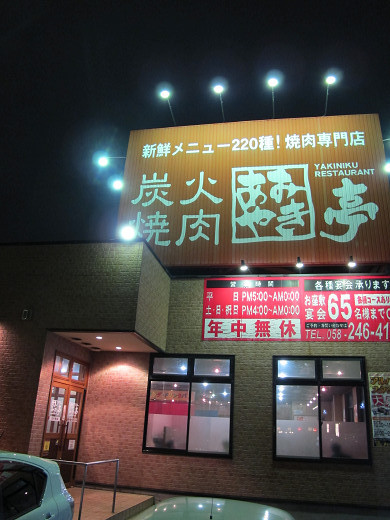 新鮮メニュー220種！焼肉専門店
炭火
焼肉
あみやき
亭
YAKINIKU
RESTAURANT
営業時間
平日 PM5:00~AM0:00
土・日・祝日 PM4:00~AM0:00
年中無休
各種宴会承ります
お座敷
宴会
65
名様まで
TEL 058-246-41